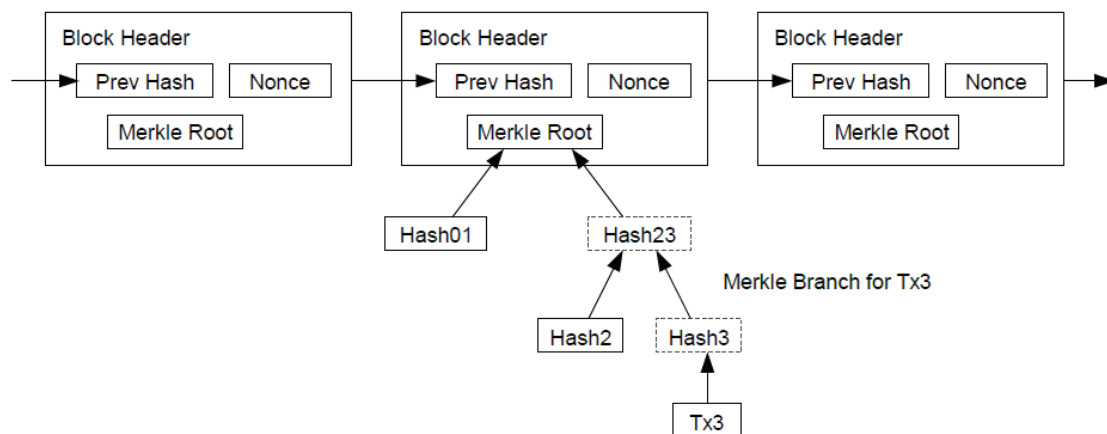 Block Header
Block Header
Block Header
Prev Hash
Nonce
Prev Hash
Nonce
Prev Hash
Nonce
Merkle Root
Merkle Root
Merkle Root
Hash01
Hash23
Merkle Branch for Tx3
Hash2
Hash3
Tx3